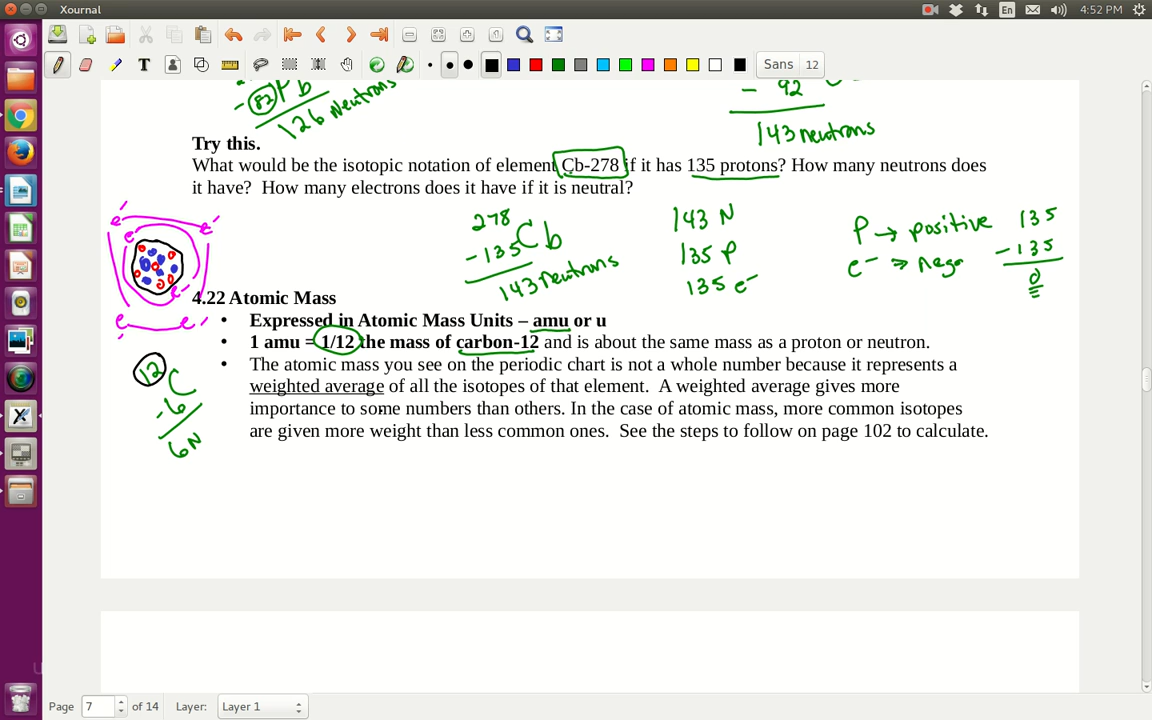 Xournal
En
4:52 PM
Sans 12
82 Pb
126 Neutrons
- 92
143 neutrons
Try this.
What would be the isotopic notation of element Cb-278 if it has 135 protons? How many neutrons does
it have? How many electrons does it have if it is neutral?
278
-135 Cb
143 neutrons
143 N
135 P
135 e-
P → positive
e- → nega
135
-135
0
e-
e-
e-
e-
e-
e-
4.22 Atomic Mass
• Expressed in Atomic Mass Units – amu or u
• 1 amu = 1/12 the mass of carbon-12 and is about the same mass as a proton or neutron.
• The atomic mass you see on the periodic chart is not a whole number because it represents a
weighted average of all the isotopes of that element. A weighted average gives more
importance to some numbers than others. In the case of atomic mass, more common isotopes
are given more weight than less common ones. See the steps to follow on page 102 to calculate.
12 C
-6
6N
Page 7 of 14 Layer: Layer 1